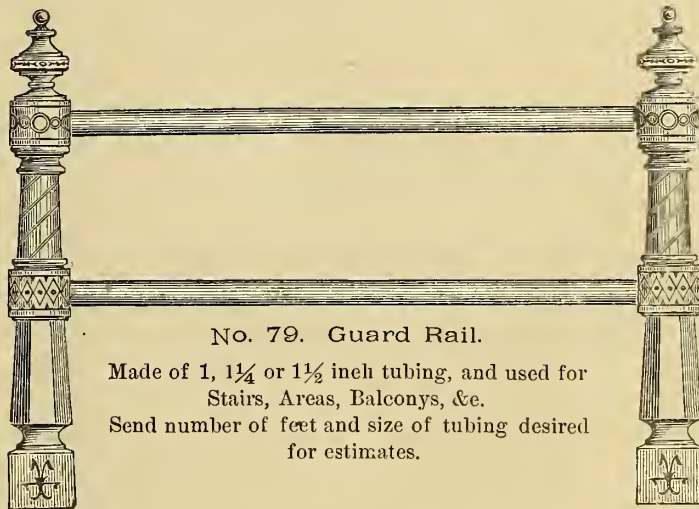 No. 79. Guard Rail.
Made of 1, 1¼ or 1½ inch tubing, and used for
Stairs, Areas, Balconys, &c.
Send number of feet and size of tubing desired
for estimates.